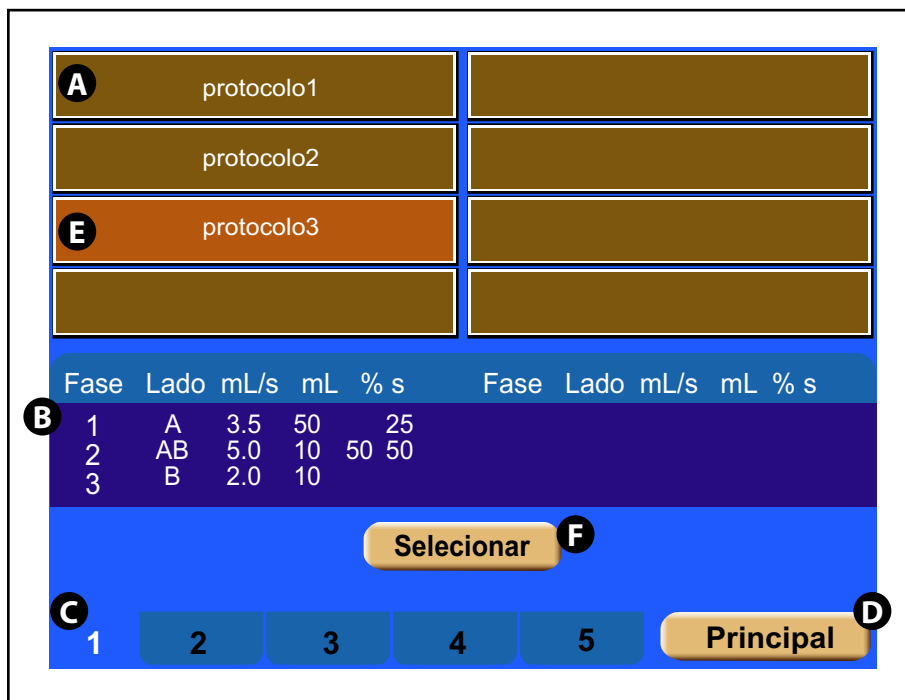 A protocolo1
protocolo2
E protocolo3
Fase Lado mL/s mL % s Fase Lado mL/s mL % s
B 1 A 3.5 50 25
2 AB 5.0 10 50 50
3 B 2.0 10
Selecionar F
C D
1 2 3 4 5 Principal